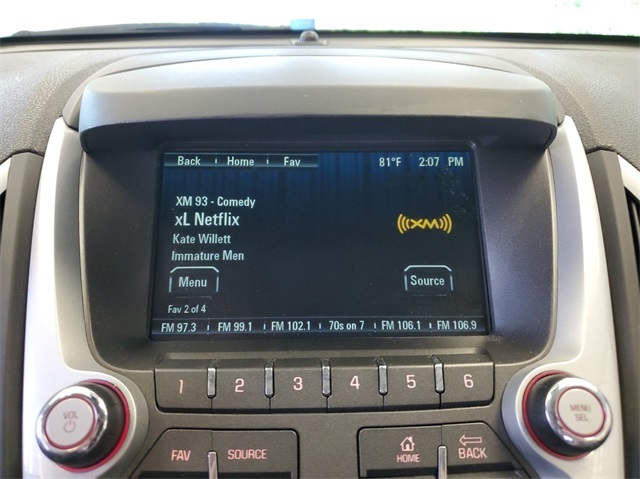 Back Home Fav 81°F 2:07 PM
XM 93 - Comedy
xL Netflix
Kate Willett
Immature Men
XM
Menu Source
Fav 2 of 4
FM 97.3 FM 99.1 FM 102.1 70s on 7 FM 106.1 FM 106.9
1 2 3 4 5 6
VOL
MENU
SEL
FAV SOURCE HOME BACK